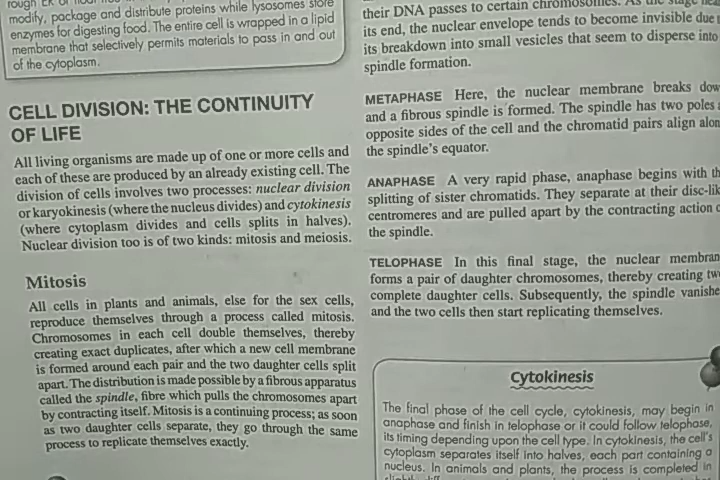 modify, package and distribute proteins while lysosomes store
enzymes for digesting food. The entire cell is wrapped in a lipid
membrane that selectively permits materials to pass in and out
of the cytoplasm.
CELL DIVISION: THE CONTINUITY
OF LIFE
All living organisms are made up of one or more cells and
each of these are produced by an already existing cell. The
division of cells involves two processes: nuclear division
or karyokinesis (where the nucleus divides) and cytokinesis
(where cytoplasm divides and cells splits in halves).
Nuclear division too is of two kinds: mitosis and meiosis.
Mitosis
All cells in plants and animals, else for the sex cells,
reproduce themselves through a process called mitosis.
Chromosomes in each cell double themselves, thereby
creating exact duplicates, after which a new cell membrane
is formed around each pair and the two daughter cells split
apart. The distribution is made possible by a fibrous apparatus
called the spindle, fibre which pulls the chromosomes apart
by contracting itself. Mitosis is a continuing process; as soon
as two daughter cells separate, they go through the same
process to replicate themselves exactly.
their DNA passes to certain chromosomes. As the stage
its end, the nuclear envelope tends to become invisible due
its breakdown into small vesicles that seem to disperse into
spindle formation.
METAPHASE Here, the nuclear membrane breaks dow
and a fibrous spindle is formed. The spindle has two poles a
opposite sides of the cell and the chromatid pairs align alon
the spindle's equator.
ANAPHASE A very rapid phase, anaphase begins with th
splitting of sister chromatids. They separate at their disc-lik
centromeres and are pulled apart by the contracting action o
the spindle.
TELOPHASE In this final stage, the nuclear membran
forms a pair of daughter chromosomes, thereby creating tw
complete daughter cells. Subsequently, the spindle vanishe
and the two cells then start replicating themselves.
Cytokinesis
The final phase of the cell cycle, cytokinesis, may begin in
anaphase and finish in telophase or it could follow telophase,
its timing depending upon the cell type. In cytokinesis, the cell's
cytoplasm separates itself into halves, each part containing a
nucleus. In animals and plants, the process is completed in